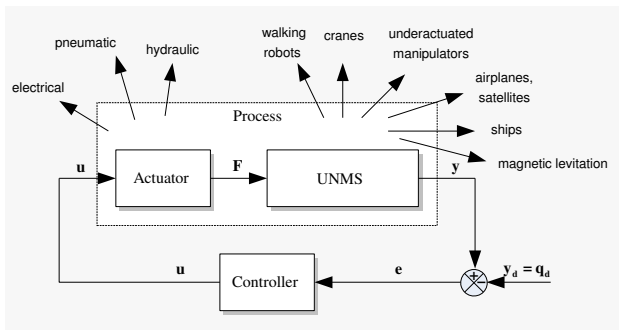 walking
robots
cranes
underactuated
manipulators
pneumatic
hydraulic
electrical
airplanes,
satellites
Process
ships
magnetic levitation
u
Actuator
F
UNMS
y
u
Controller
e
+
−
y_d = q_d